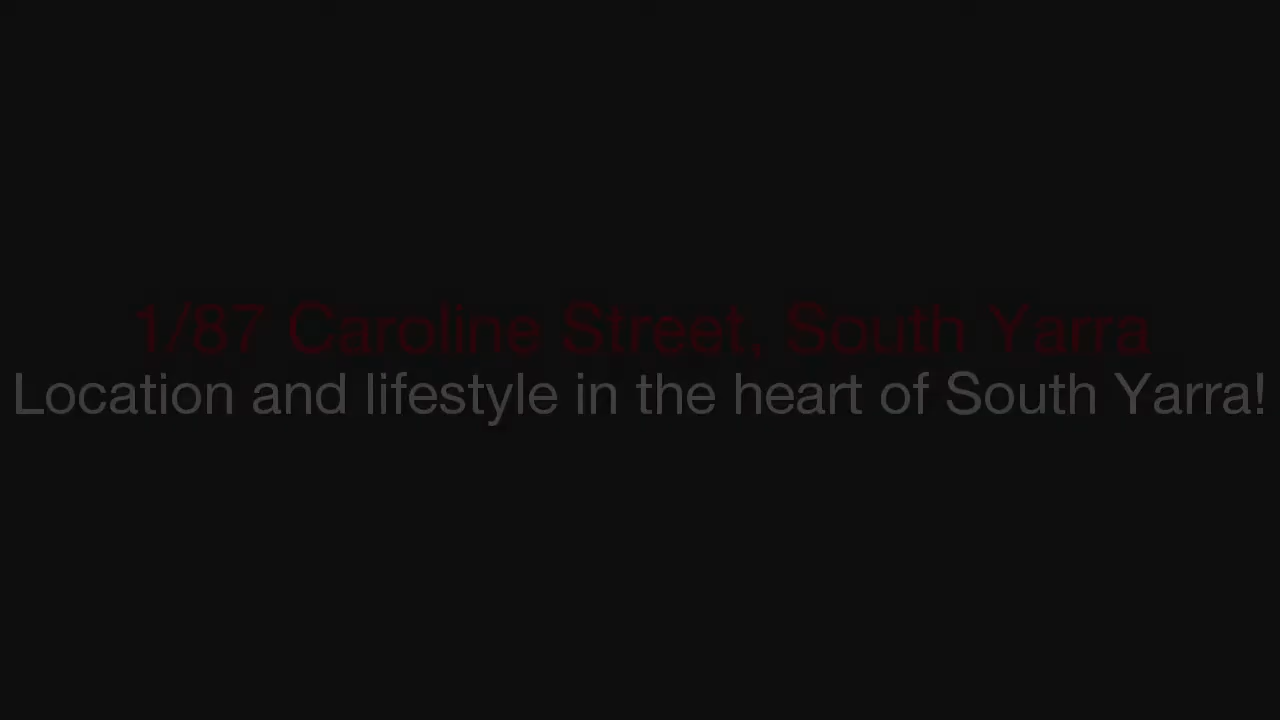 1/87 Caroline Street, South Yarra
Location and lifestyle in the heart of South Yarra!